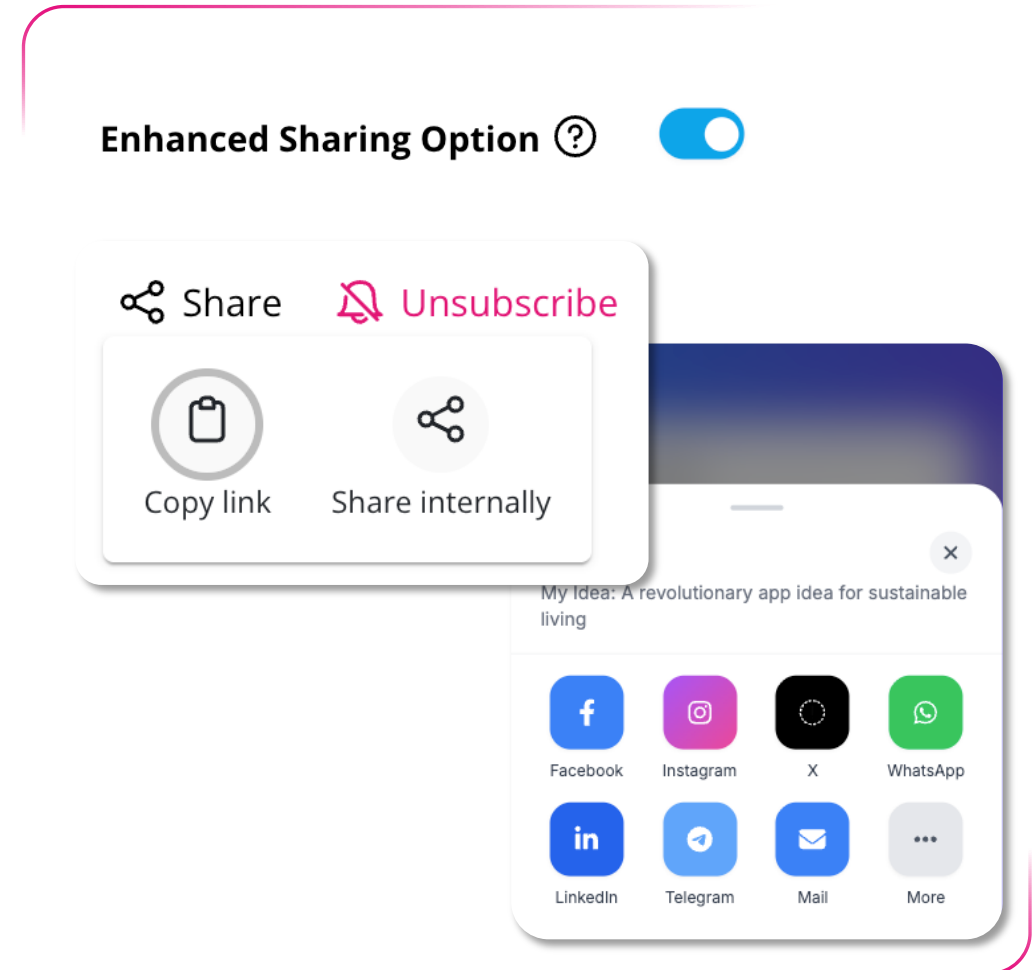 Enhanced Sharing Option ?
Share Unsubscribe
Copy link Share internally
My Idea: A revolutionary app idea for sustainable
living
Facebook Instagram X WhatsApp
in
LinkedIn Telegram Mail More